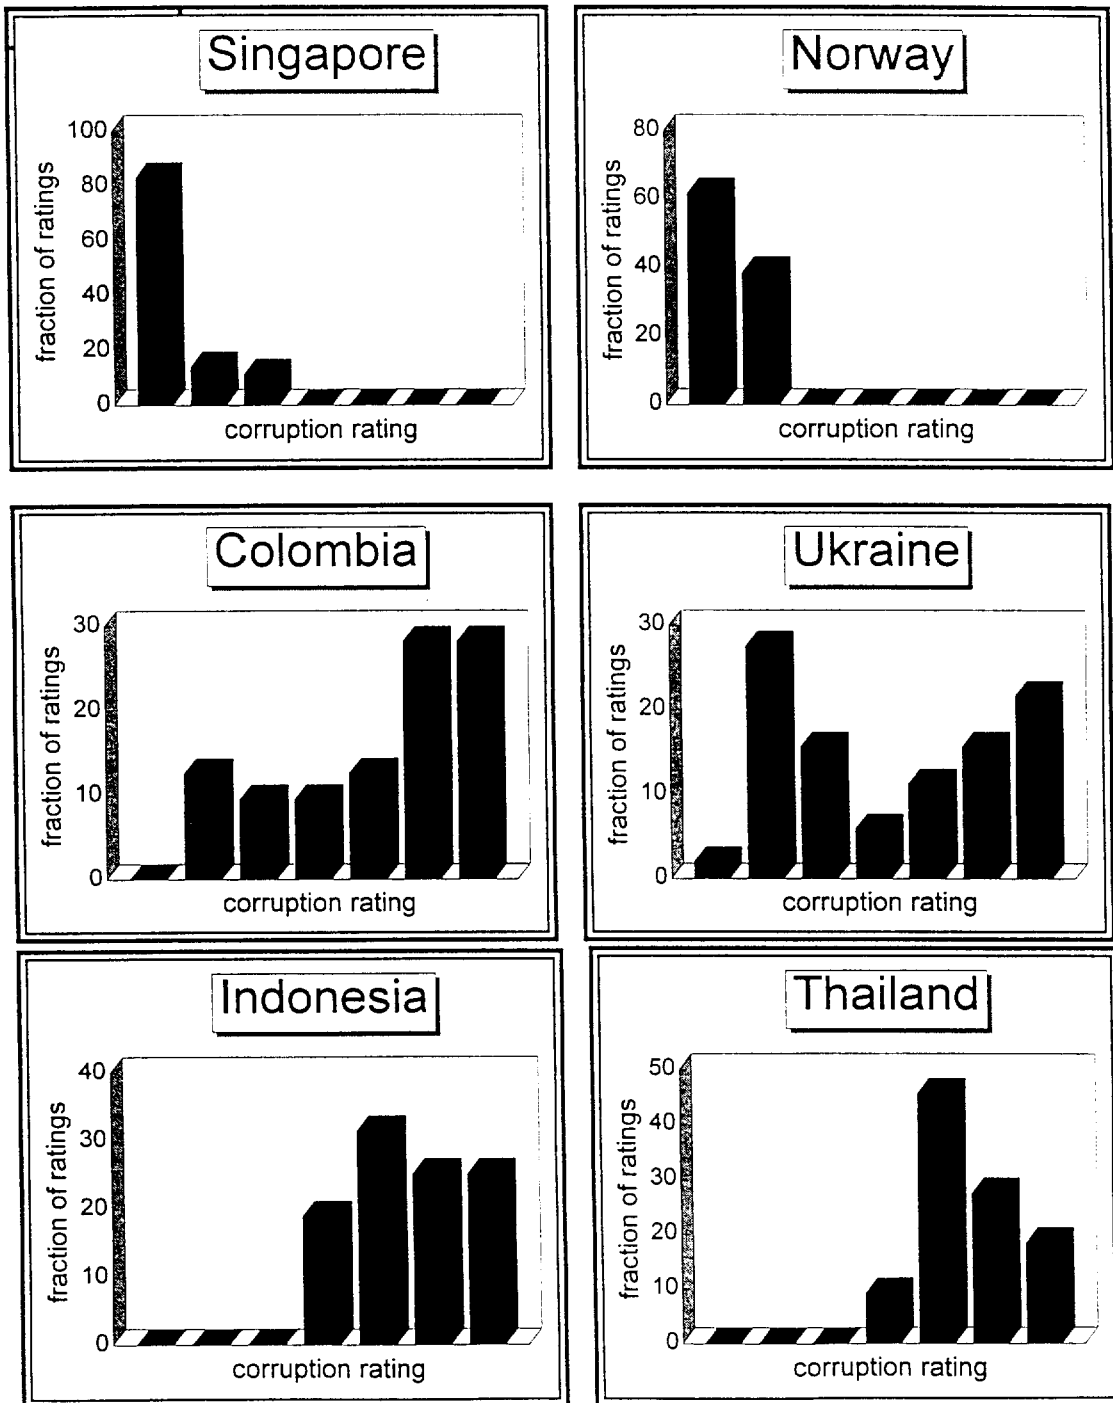 Singapore
100
80
60
40
20
0
fraction of ratings
corruption rating
Norway
80
60
40
20
0
fraction of ratings
corruption rating
Colombia
30
20
10
0
fraction of ratings
corruption rating
Ukraine
30
20
10
0
fraction of ratings
corruption rating
Indonesia
40
30
20
10
0
fraction of ratings
corruption rating
Thailand
50
40
30
20
10
0
fraction of ratings
corruption rating